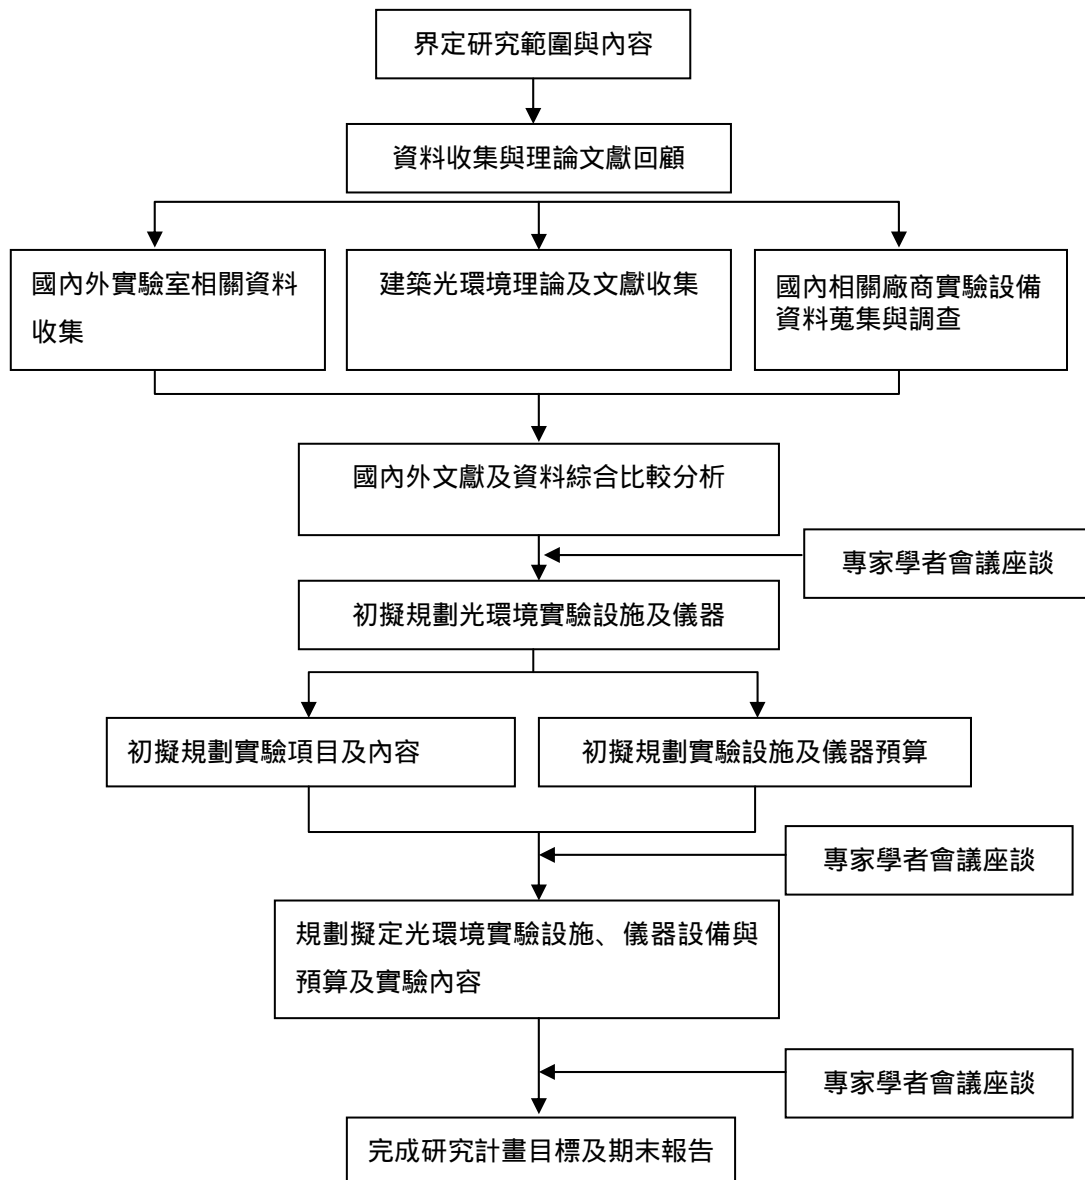 界定研究範圍與內容
資料收集與理論文獻回顧
國內外實驗室相關資料
收集
建築光環境理論及文獻收集
國內相關廠商實驗設備
資料蒐集與調查
國內外文獻及資料綜合比較分析
專家學者會議座談
初擬規劃光環境實驗設施及儀器
初擬規劃實驗項目及內容
初擬規劃實驗設施及儀器預算
專家學者會議座談
規劃擬定光環境實驗設施、儀器設備與
預算及實驗內容
專家學者會議座談
完成研究計畫目標及期末報告